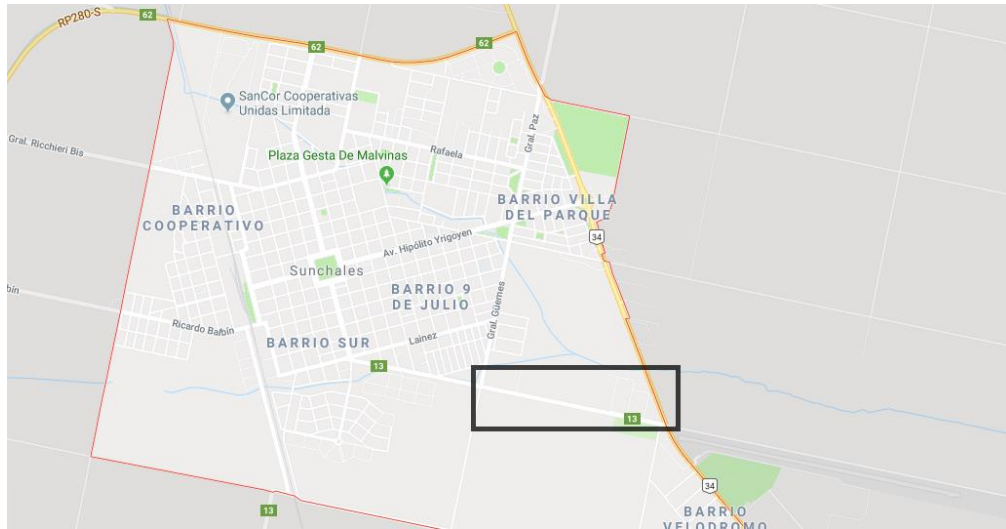 RP280-S
62
62
62
SanCor Cooperativas
Unidas Limitada
Gral. Ricchieri Bis
Rafaela
Gral. Paz
Plaza Gesta De Malvinas
BARRIO
COOPERATIVO
BARRIO VILLA
DEL PARQUE
34
Av. Hipólito Yrigoyen
Sunchales
BARRIO 9
DE JULIO
Gral. Güemes
Ricardo Balbín
BARRIO SUR
Lainez
13
13
34
13
BARRIO
VELODROMO